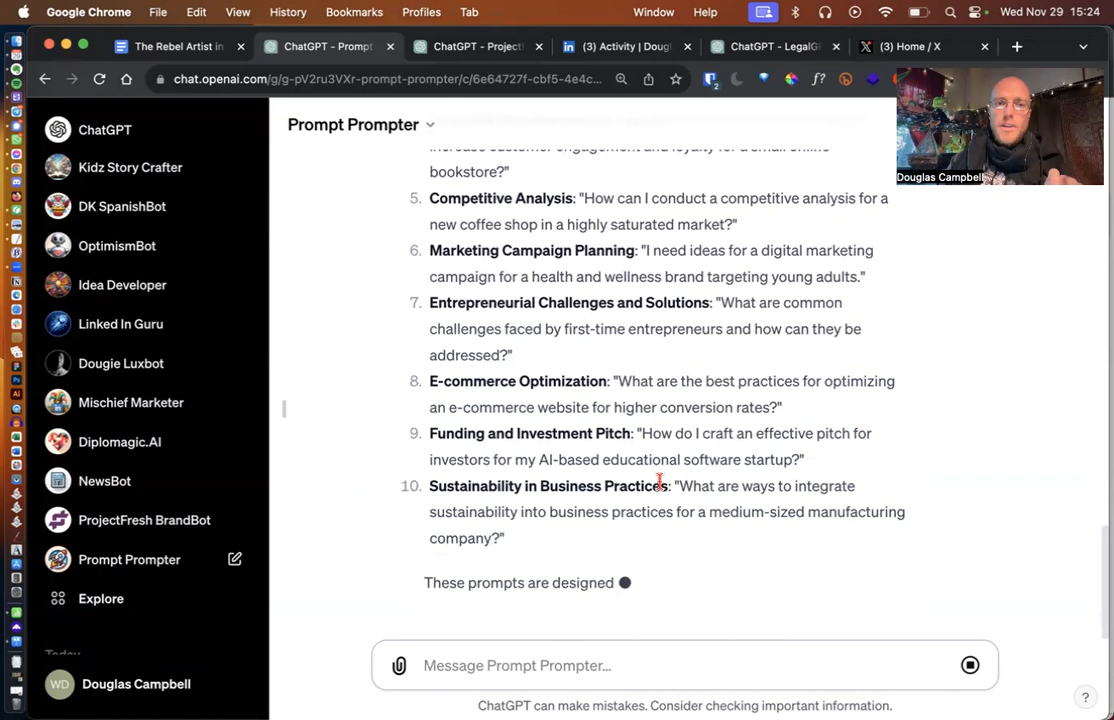 Google Chrome File Edit View History Bookmarks Profiles Tab Window Help Wed Nov 29 15:24
The Rebel Artist in
ChatGPT - Prompt
ChatGPT - Project
(3) Activity | Doug
ChatGPT - LegalG
(3) Home / X
chat.openai.com/g/g-pV2ru3VXr-prompt-prompter/c/6e64727f-cbf5-4e4c...
ChatGPT
Kidz Story Crafter
DK SpanishBot
OptimismBot
Idea Developer
Linked In Guru
Dougie Luxbot
Mischief Marketer
Diplomagic.AI
NewsBot
ProjectFresh BrandBot
Prompt Prompter
Explore
Today
WD Douglas Campbell
Prompt Prompter
increase customer engagement and loyalty for a small online
bookstore?"
5. Competitive Analysis: "How can I conduct a competitive analysis for a
new coffee shop in a highly saturated market?"
6. Marketing Campaign Planning: "I need ideas for a digital marketing
campaign for a health and wellness brand targeting young adults."
7. Entrepreneurial Challenges and Solutions: "What are common
challenges faced by first-time entrepreneurs and how can they be
addressed?"
8. E-commerce Optimization: "What are the best practices for optimizing
an e-commerce website for higher conversion rates?"
9. Funding and Investment Pitch: "How do I craft an effective pitch for
investors for my AI-based educational software startup?"
10. Sustainability in Business Practices: "What are ways to integrate
sustainability into business practices for a medium-sized manufacturing
company?"
These prompts are designed
Message Prompt Prompter...
ChatGPT can make mistakes. Consider checking important information.
?
Douglas Campbell